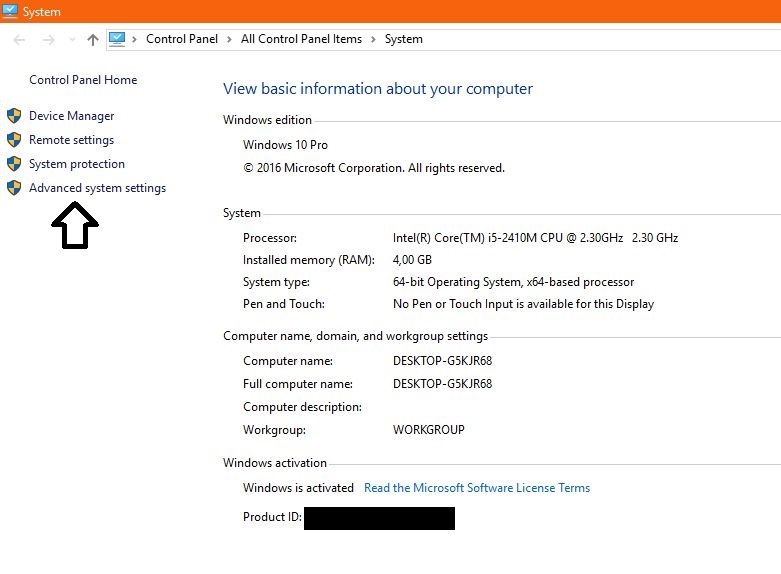 System
Control Panel > All Control Panel Items > System
Control Panel Home
Device Manager
Remote settings
System protection
Advanced system settings
View basic information about your computer
Windows edition
Windows 10 Pro
© 2016 Microsoft Corporation. All rights reserved.
System
Processor: Intel(R) Core(TM) i5-2410M CPU @ 2.30GHz 2.30 GHz
Installed memory (RAM): 4,00 GB
System type: 64-bit Operating System, x64-based processor
Pen and Touch: No Pen or Touch Input is available for this Display
Computer name, domain, and workgroup settings
Computer name: DESKTOP-G5KJR68
Full computer name: DESKTOP-G5KJR68
Computer description:
Workgroup: WORKGROUP
Windows activation
Windows is activated Read the Microsoft Software License Terms
Product ID: